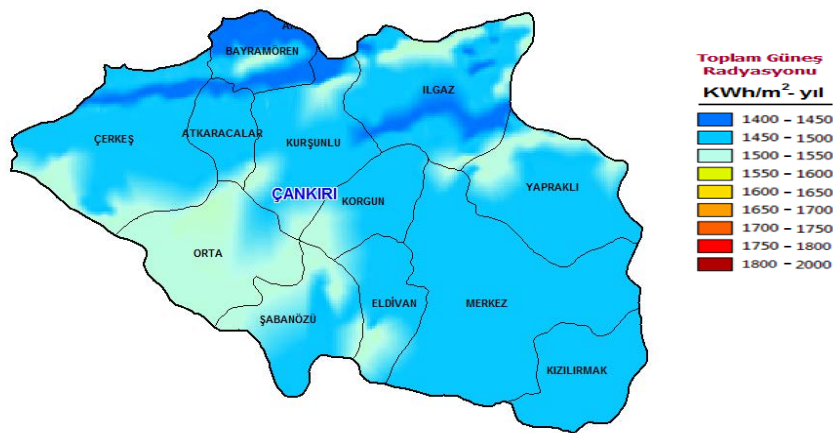 BAYRAMÖREN
ILGAZ
ÇERKEŞ
ATKARACALAR
KURŞUNLU
YAPRAKLI
ÇANKIRI
KORGUN
ORTA
ELDİVAN
MERKEZ
ŞABANÖZÜ
KIZILIRMAK
Toplam Güneş
Radyasyonu
KWh/m²- yıl
1400 - 1450
1450 - 1500
1500 - 1550
1550 - 1600
1600 - 1650
1650 - 1700
1700 - 1750
1750 - 1800
1800 - 2000